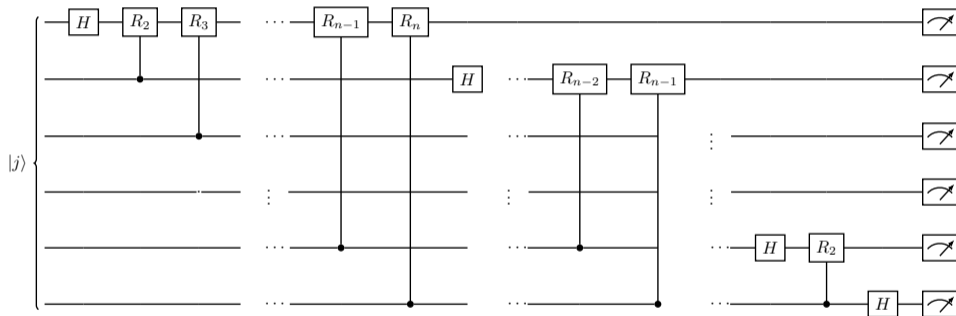 H R₂ R₃ ⋯ Rₙ₋₁ Rₙ
⋯ H ⋯ Rₙ₋₂ Rₙ₋₁
⋯ ⋯ ⋮
|j⟩
⋮ ⋮ ⋮
⋯ ⋯ ⋯ H R₂
⋯ ⋯ ⋯ H